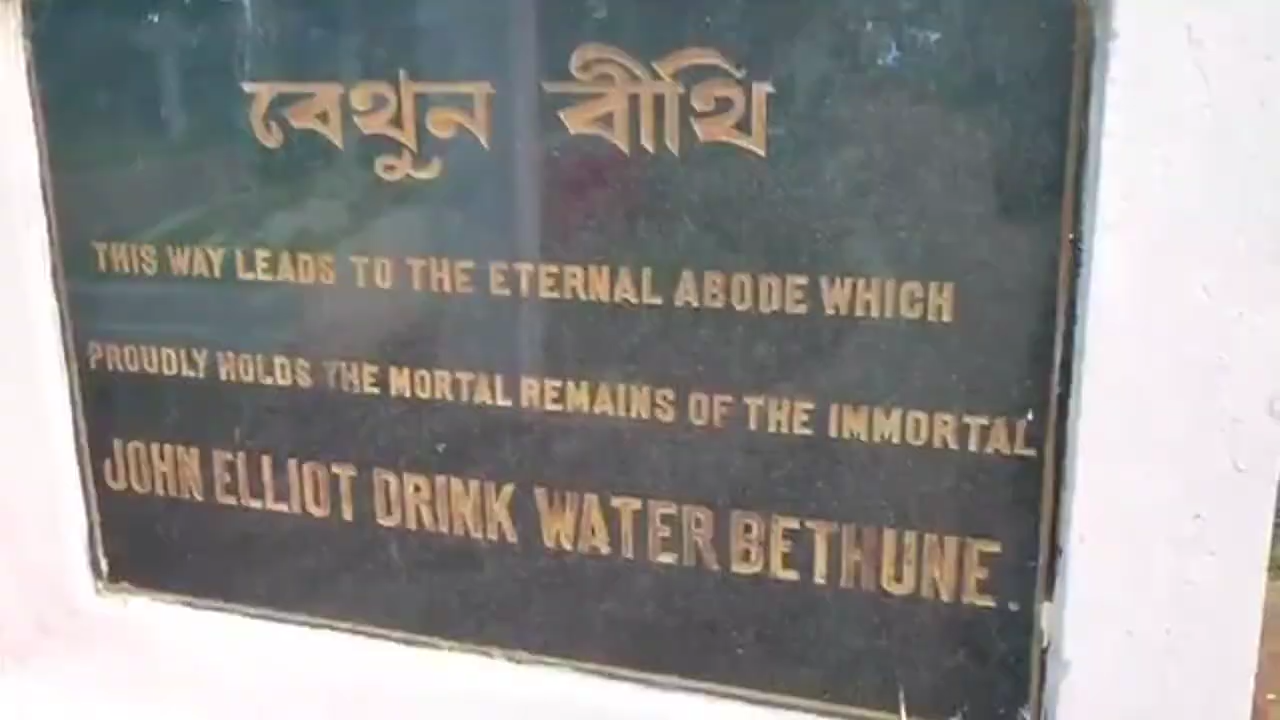 বেথুন বীথি
THIS WAY LEADS TO THE ETERNAL ABODE WHICH
PROUDLY HOLDS THE MORTAL REMAINS OF THE IMMORTAL
JOHN ELLIOT DRINK WATER BETHUNE.